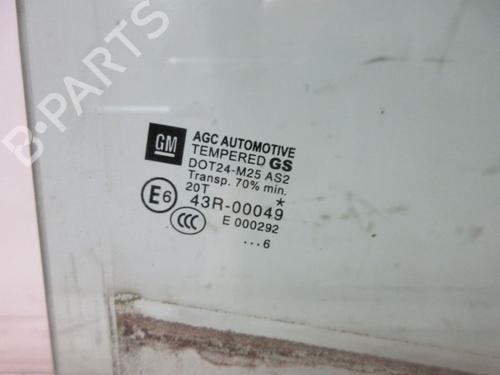 B-PARTS
GM
AGC AUTOMOTIVE
TEMPERED GS
DOT24-M25 AS2
Transp. 70% min.
20T *
E6 43R-00049
CCC E 000292
...6